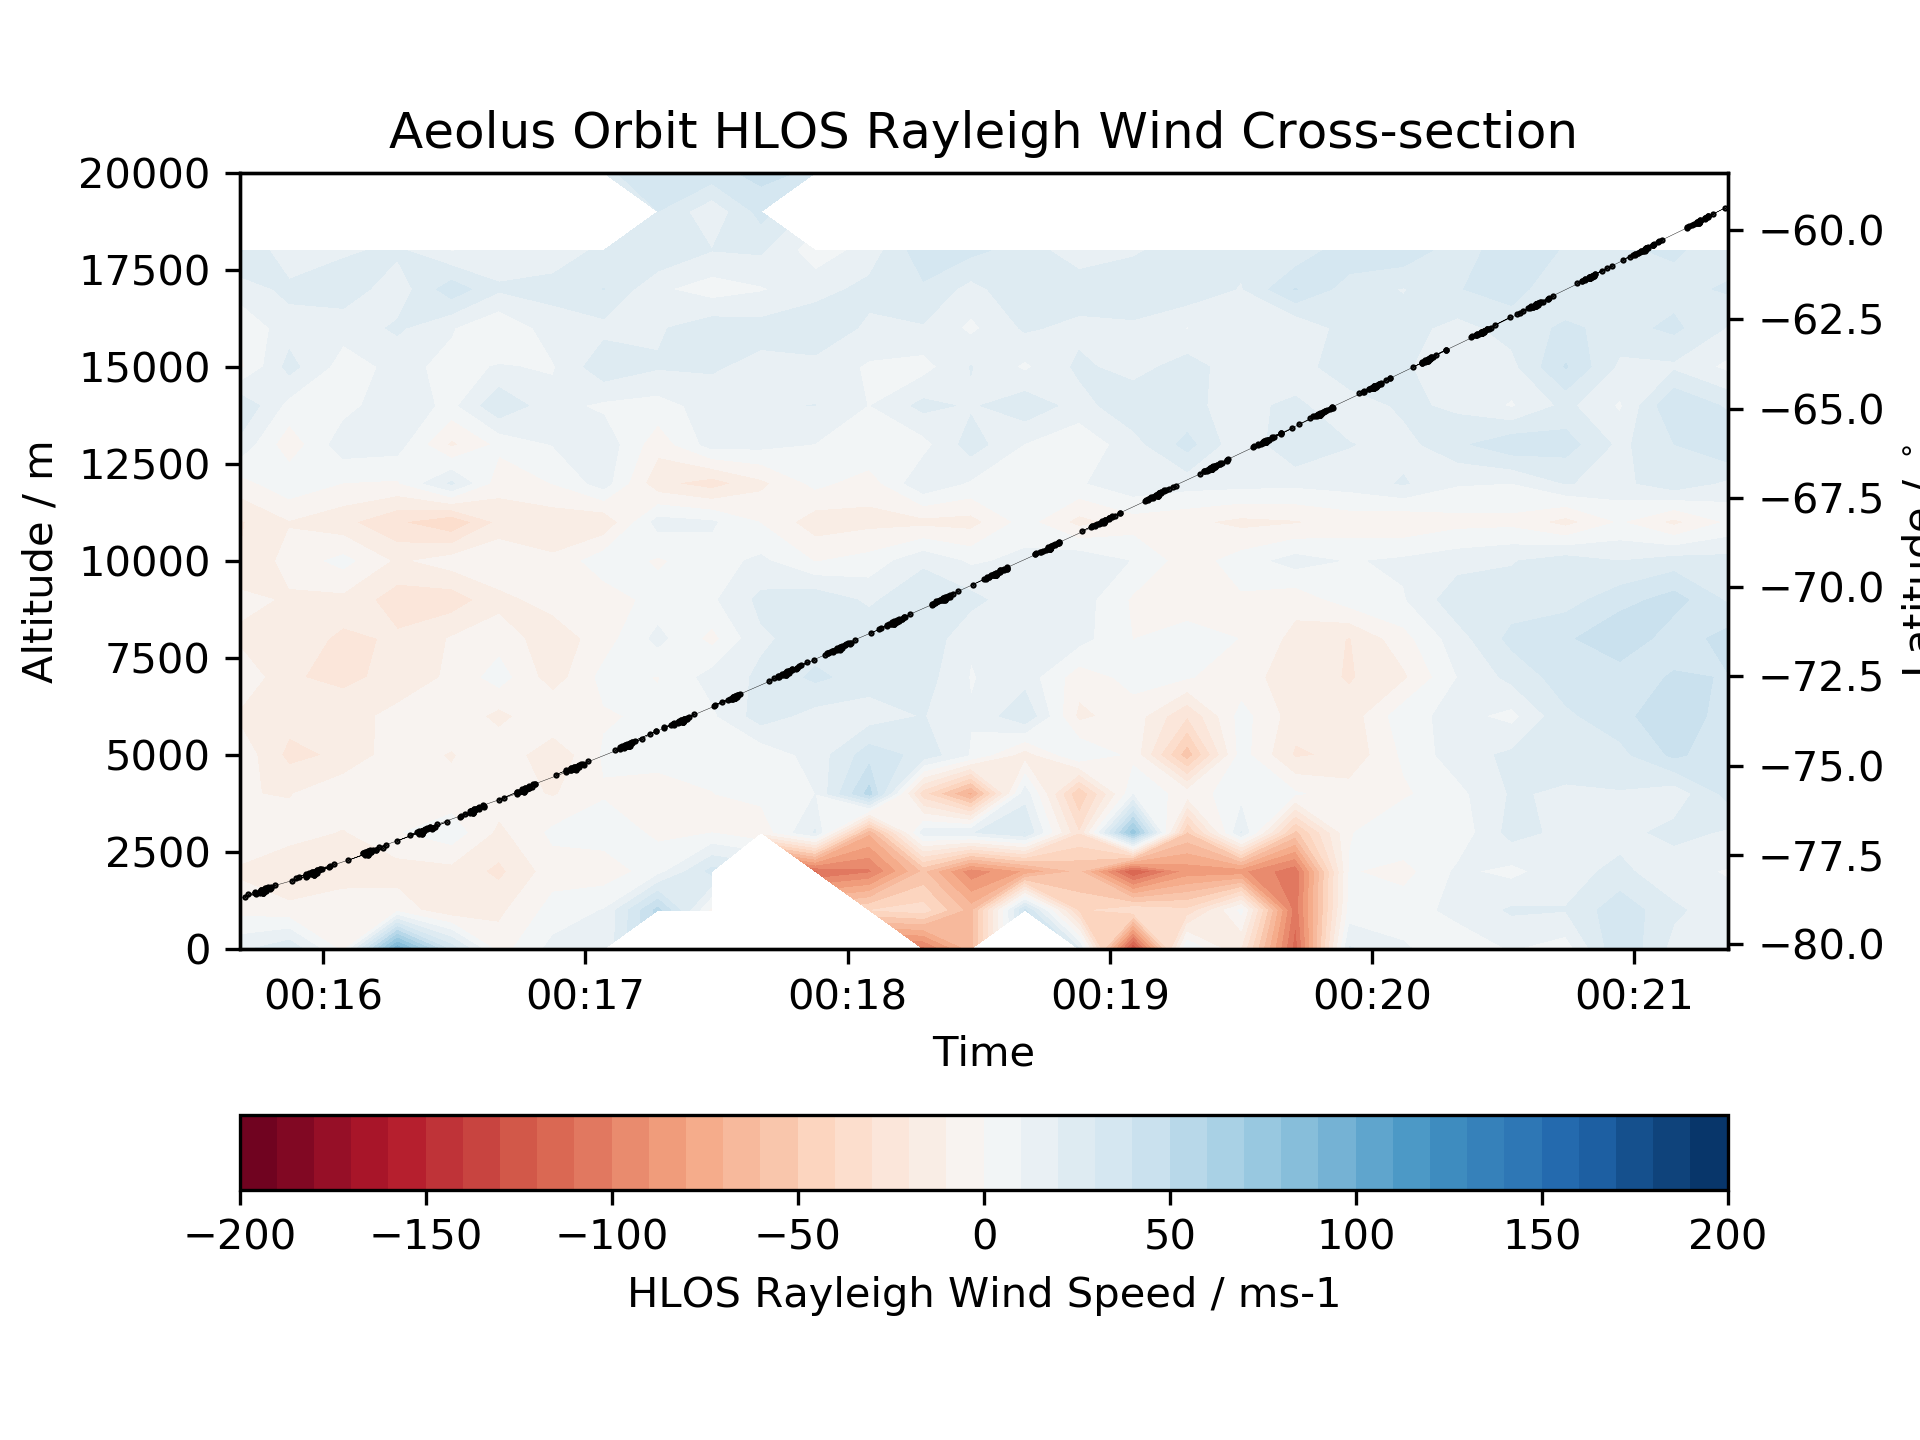 Aeolus Orbit HLOS Rayleigh Wind Cross-section
20000
17500
15000
12500
10000
7500
5000
2500
0
Altitude / m
−60.0
−62.5
−65.0
−67.5
−70.0
−72.5
−75.0
−77.5
−80.0
Latitude / °
00:16 00:17 00:18 00:19 00:20 00:21
Time
−200 −150 −100 −50 0 50 100 150 200
HLOS Rayleigh Wind Speed / ms-1